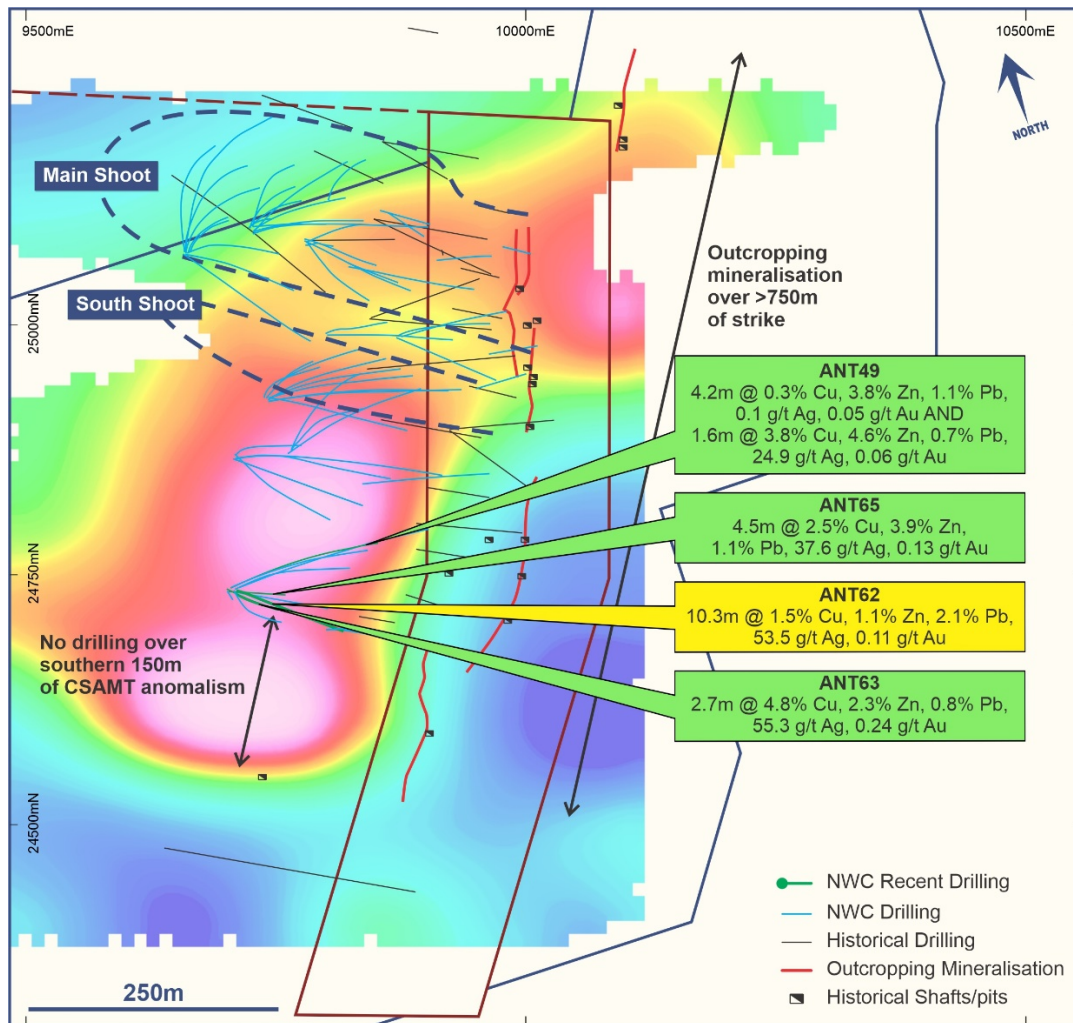 9500mE
10000mE
10500mE
NORTH
Main Shoot
South Shoot
25000mN
24750mN
24500mN
Outcropping
mineralisation
over >750m
of strike
ANT49
4.2m @ 0.3% Cu, 3.8% Zn, 1.1% Pb,
0.1 g/t Ag, 0.05 g/t Au AND
1.6m @ 3.8% Cu, 4.6% Zn, 0.7% Pb,
24.9 g/t Ag, 0.06 g/t Au
ANT65
4.5m @ 2.5% Cu, 3.9% Zn,
1.1% Pb, 37.6 g/t Ag, 0.13 g/t Au
ANT62
10.3m @ 1.5% Cu, 1.1% Zn, 2.1% Pb,
53.5 g/t Ag, 0.11 g/t Au
ANT63
2.7m @ 4.8% Cu, 2.3% Zn, 0.8% Pb,
55.3 g/t Ag, 0.24 g/t Au
No drilling over
southern 150m
of CSAMT anomalism
NWC Recent Drilling
NWC Drilling
Historical Drilling
Outcropping Mineralisation
Historical Shafts/pits
250m